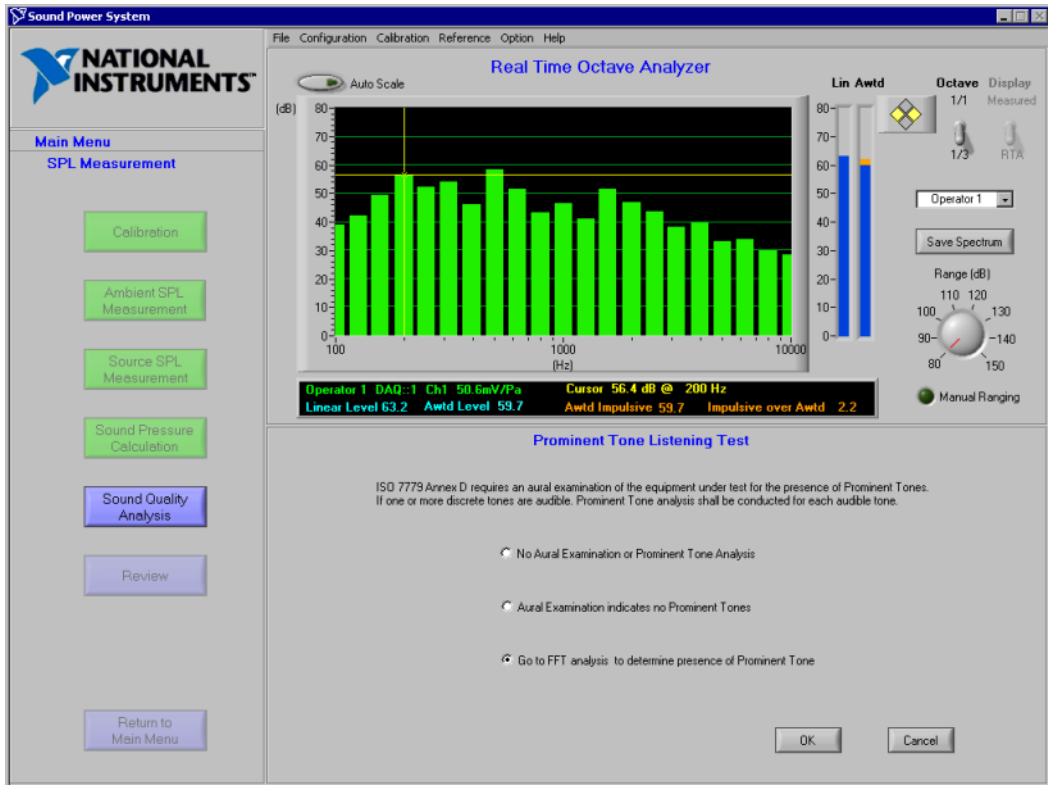 Sound Power System
NATIONAL
INSTRUMENTS™
Main Menu
SPL Measurement
Calibration
Ambient SPL
Measurement
Source SPL
Measurement
Sound Pressure
Calculation
Sound Quality
Analysis
Review
Return to
Main Menu
File Configuration Calibration Reference Option Help
Real Time Octave Analyzer
Auto Scale
(dB)
80
70
60
50
40
30
20
10
0
100 1000 10000
(Hz)
Lin Awtd
80
70
60
50
40
30
20
10
0
Octave Display
1/1 Measured
1/3 RTA
Operator 1
Save Spectrum
Range (dB)
110 120
100 130
90 140
80 150
Manual Ranging
Operator 1 DAQ::1 Ch1 50.6mV/Pa Cursor 56.4 dB @ 200 Hz
Linear Level 63.2 Awtd Level 59.7 Awtd Impulsive 59.7 Impulsive over Awtd 2.2
Prominent Tone Listening Test
ISO 7779 Annex D requires an aural examination of the equipment under test for the presence of Prominent Tones.
If one or more discrete tones are audible. Prominent Tone analysis shall be conducted for each audible tone.
No Aural Examination or Prominent Tone Analysis
Aural Examination indicates no Prominent Tones
Go to FFT analysis to determine presence of Prominent Tone
OK Cancel